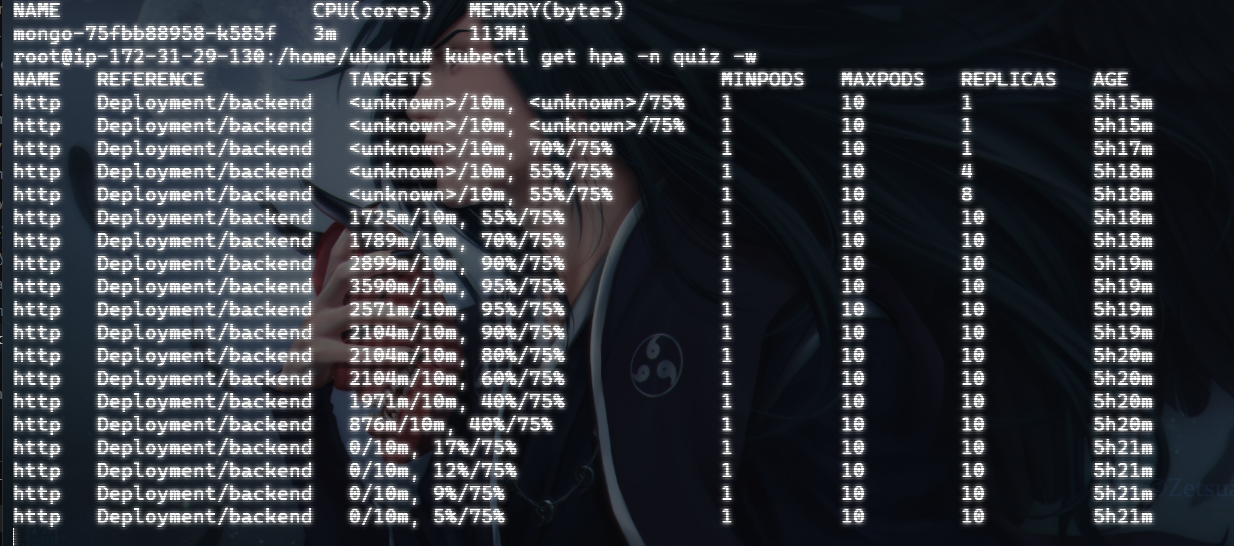 NAME CPU(cores) MEMORY(bytes)
mongo-75fbb88958-k585f 3m 113Mi
root@ip-172-31-29-130:/home/ubuntu# kubectl get hpa -n quiz -w
NAME REFERENCE TARGETS MINPODS MAXPODS REPLICAS AGE
http Deployment/backend <unknown>/10m, <unknown>/75% 1 10 1 5h15m
http Deployment/backend <unknown>/10m, <unknown>/75% 1 10 1 5h15m
http Deployment/backend <unknown>/10m, 70%/75% 1 10 1 5h17m
http Deployment/backend <unknown>/10m, 55%/75% 1 10 4 5h18m
http Deployment/backend <unknown>/10m, 55%/75% 1 10 8 5h18m
http Deployment/backend 1725m/10m, 55%/75% 1 10 10 5h18m
http Deployment/backend 1789m/10m, 70%/75% 1 10 10 5h18m
http Deployment/backend 2899m/10m, 90%/75% 1 10 10 5h19m
http Deployment/backend 3590m/10m, 95%/75% 1 10 10 5h19m
http Deployment/backend 2571m/10m, 95%/75% 1 10 10 5h19m
http Deployment/backend 2104m/10m, 90%/75% 1 10 10 5h19m
http Deployment/backend 2104m/10m, 80%/75% 1 10 10 5h20m
http Deployment/backend 2104m/10m, 60%/75% 1 10 10 5h20m
http Deployment/backend 1971m/10m, 40%/75% 1 10 10 5h20m
http Deployment/backend 876m/10m, 40%/75% 1 10 10 5h20m
http Deployment/backend 0/10m, 17%/75% 1 10 10 5h21m
http Deployment/backend 0/10m, 12%/75% 1 10 10 5h21m
http Deployment/backend 0/10m, 9%/75% 1 10 10 5h21m
http Deployment/backend 0/10m, 5%/75% 1 10 10 5h21m